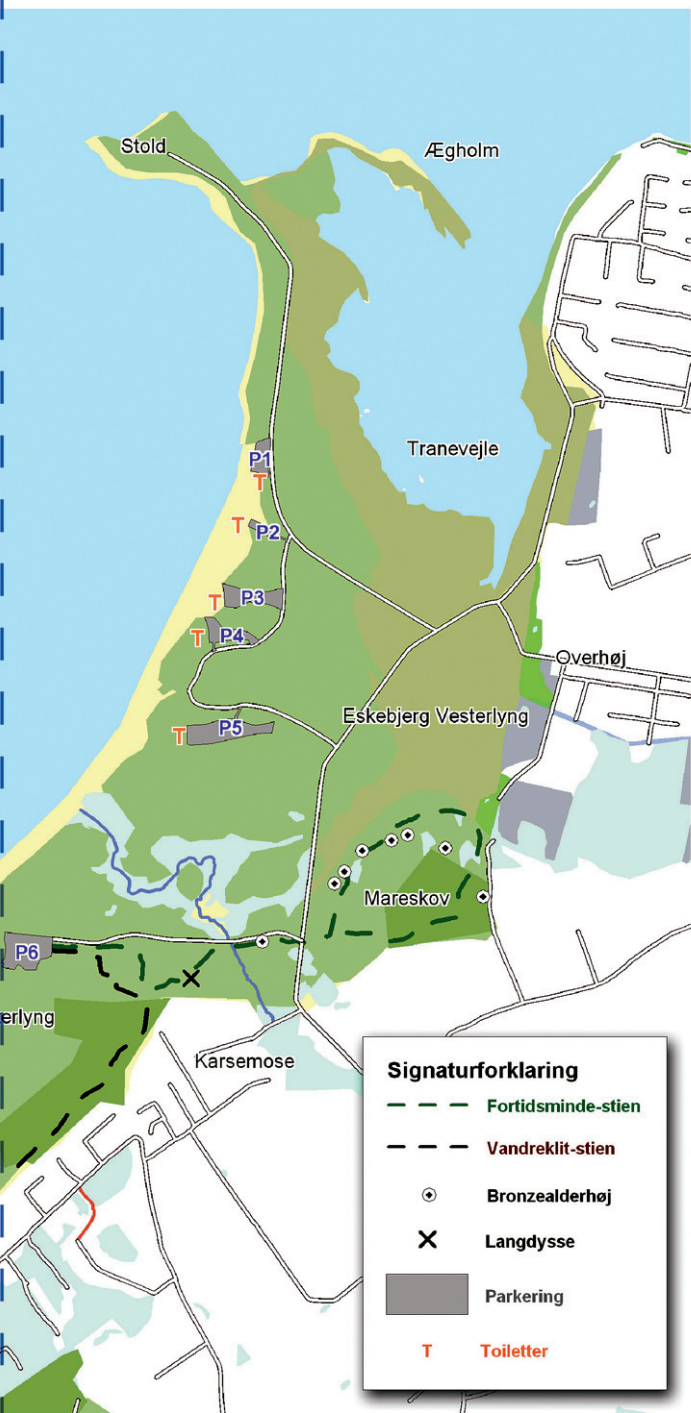 Stold
Ægholm
P1
T
Tranevejle
T
P2
T
P3
T
P4
Overhøj
Eskebjerg Vesterlyng
T
P5
Mareskov
P6
erlyng
Karsemose
Signaturforklaring
Fortidsminde-stien
Vandreklit-stien
Bronzealderhøj
Langdysse
Parkering
T Toiletter